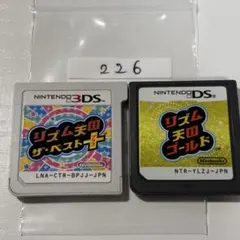 226
NINTENDO 3DS
リズム天国
ザ・ベスト+
LNA-CTR-BPJJ-JPN
NINTENDO DS
リズム
天国
ゴールド
Nintendo
NTR-YLZJ-JPN